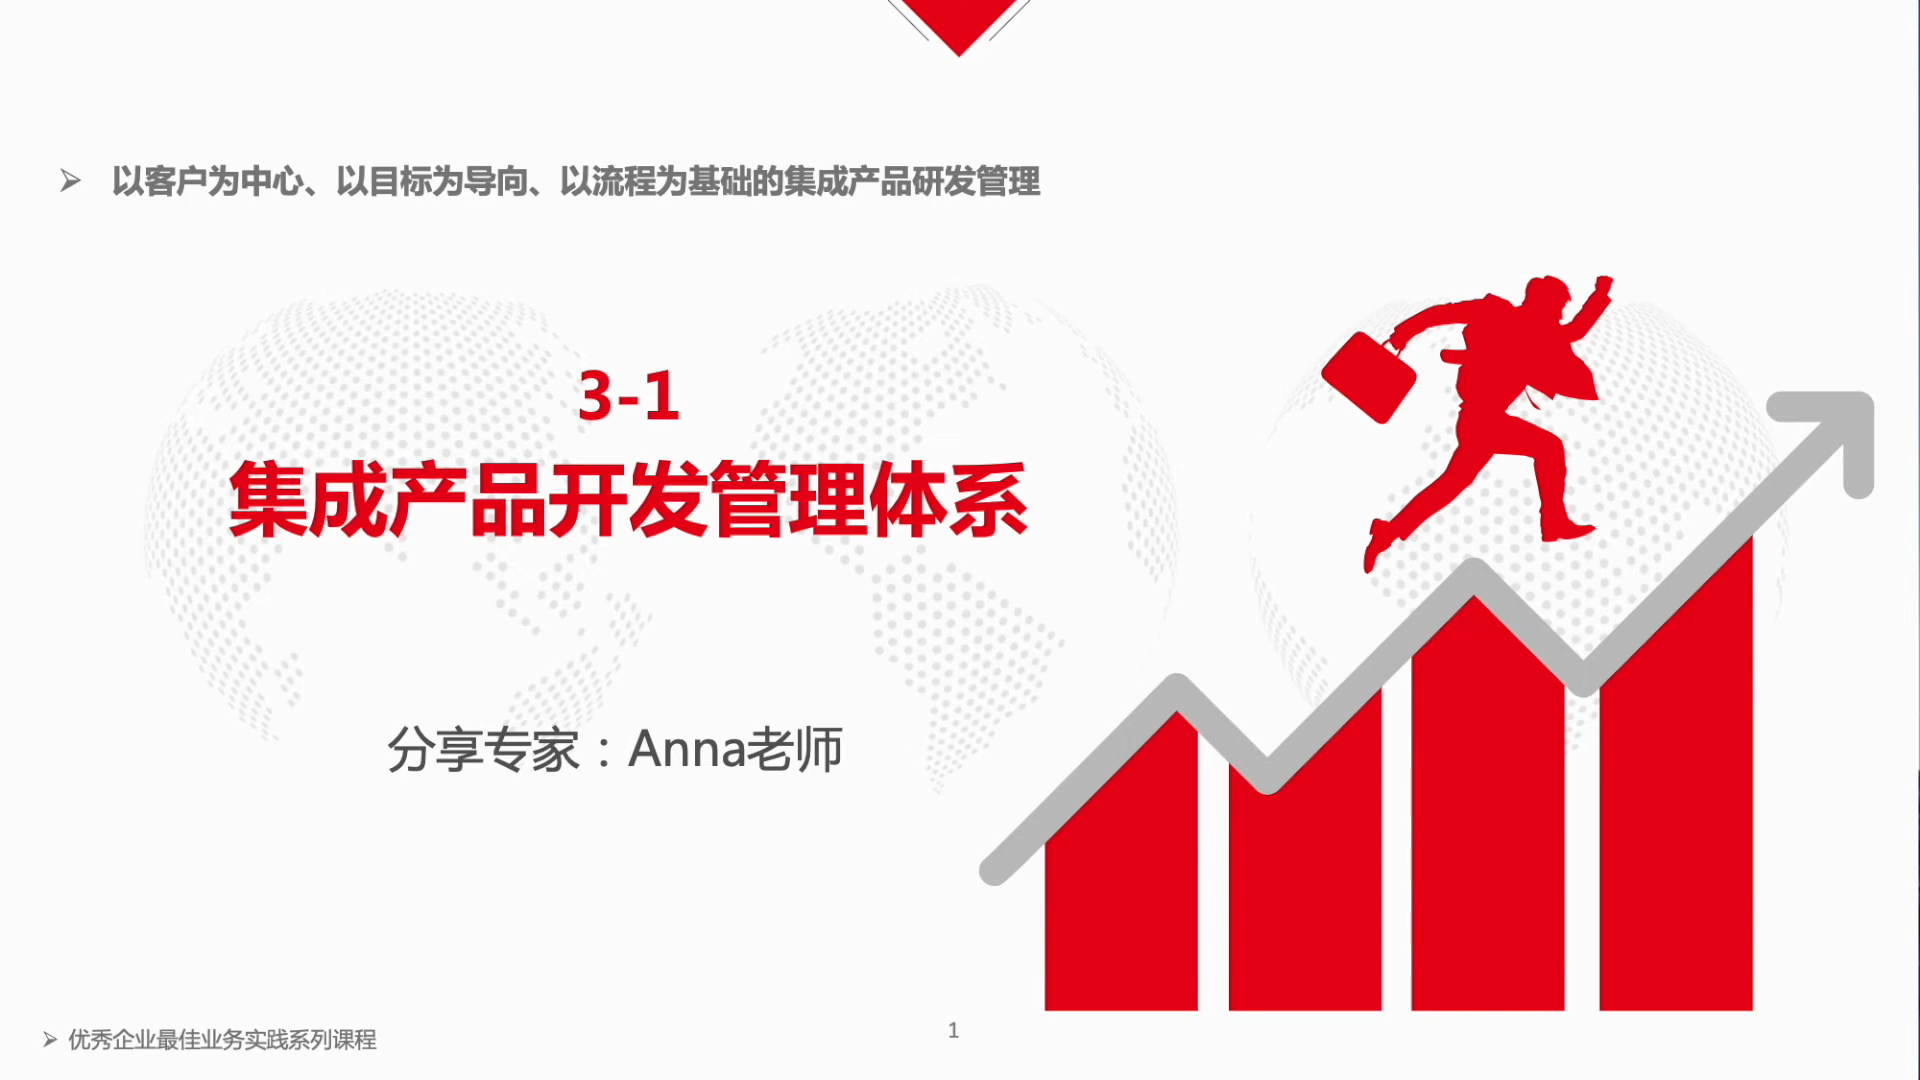 以客户为中心、以目标为导向、以流程为基础的集成产品研发管理
3-1
集成产品开发管理体系
分享专家：Anna老师
优秀企业最佳业务实践系列课程
1